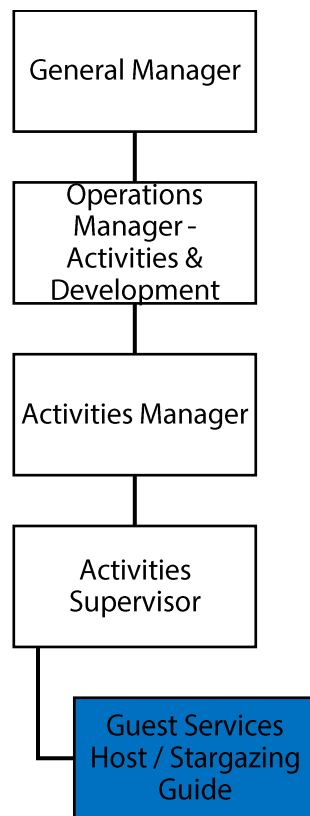 General Manager
Operations
Manager -
Activities &
Development
Activities Manager
Activities
Supervisor
Guest Services
Host / Stargazing
Guide